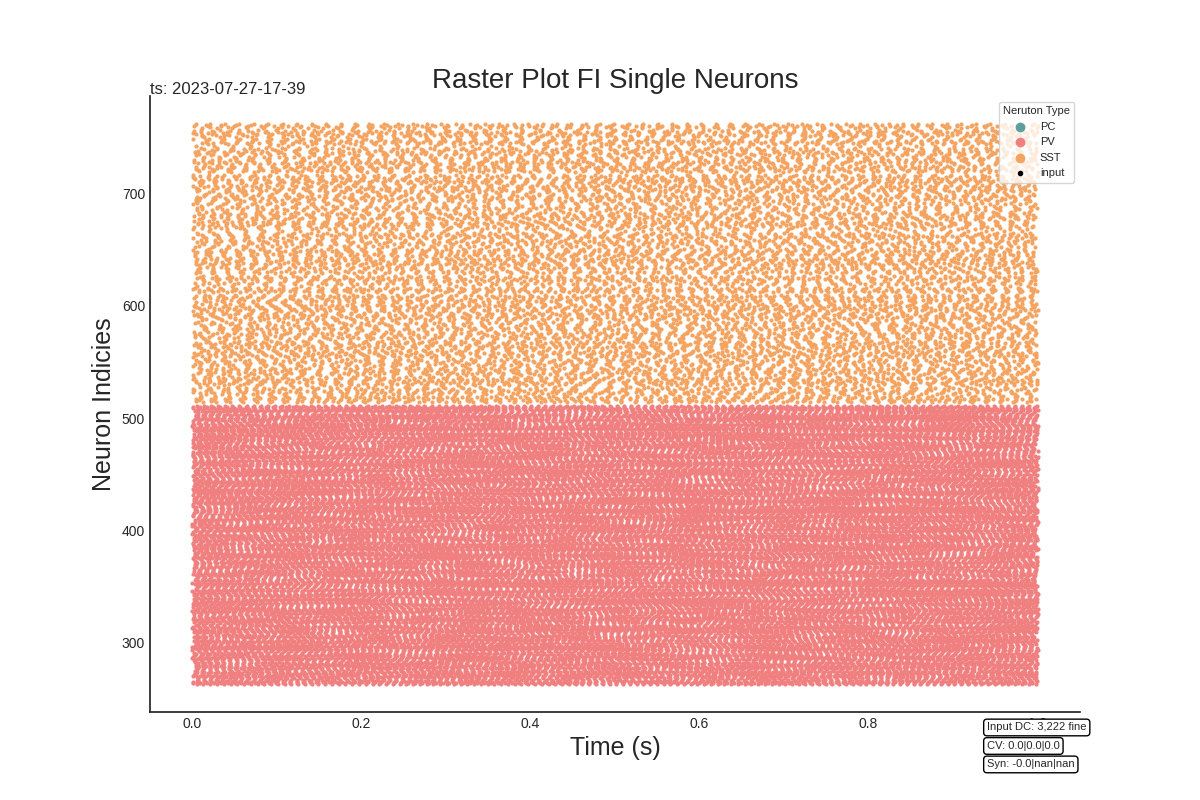 Raster Plot FI Single Neurons
ts: 2023-07-27-17-39
Neruton Type
PC
PV
SST
input
Neuron Indicies
700
600
500
400
300
0.0 0.2 0.4 0.6 0.8
Time (s)
Input DC: 3,222 fine
CV: 0.0|0.0|0.0
Syn: -0.0|nan|nan